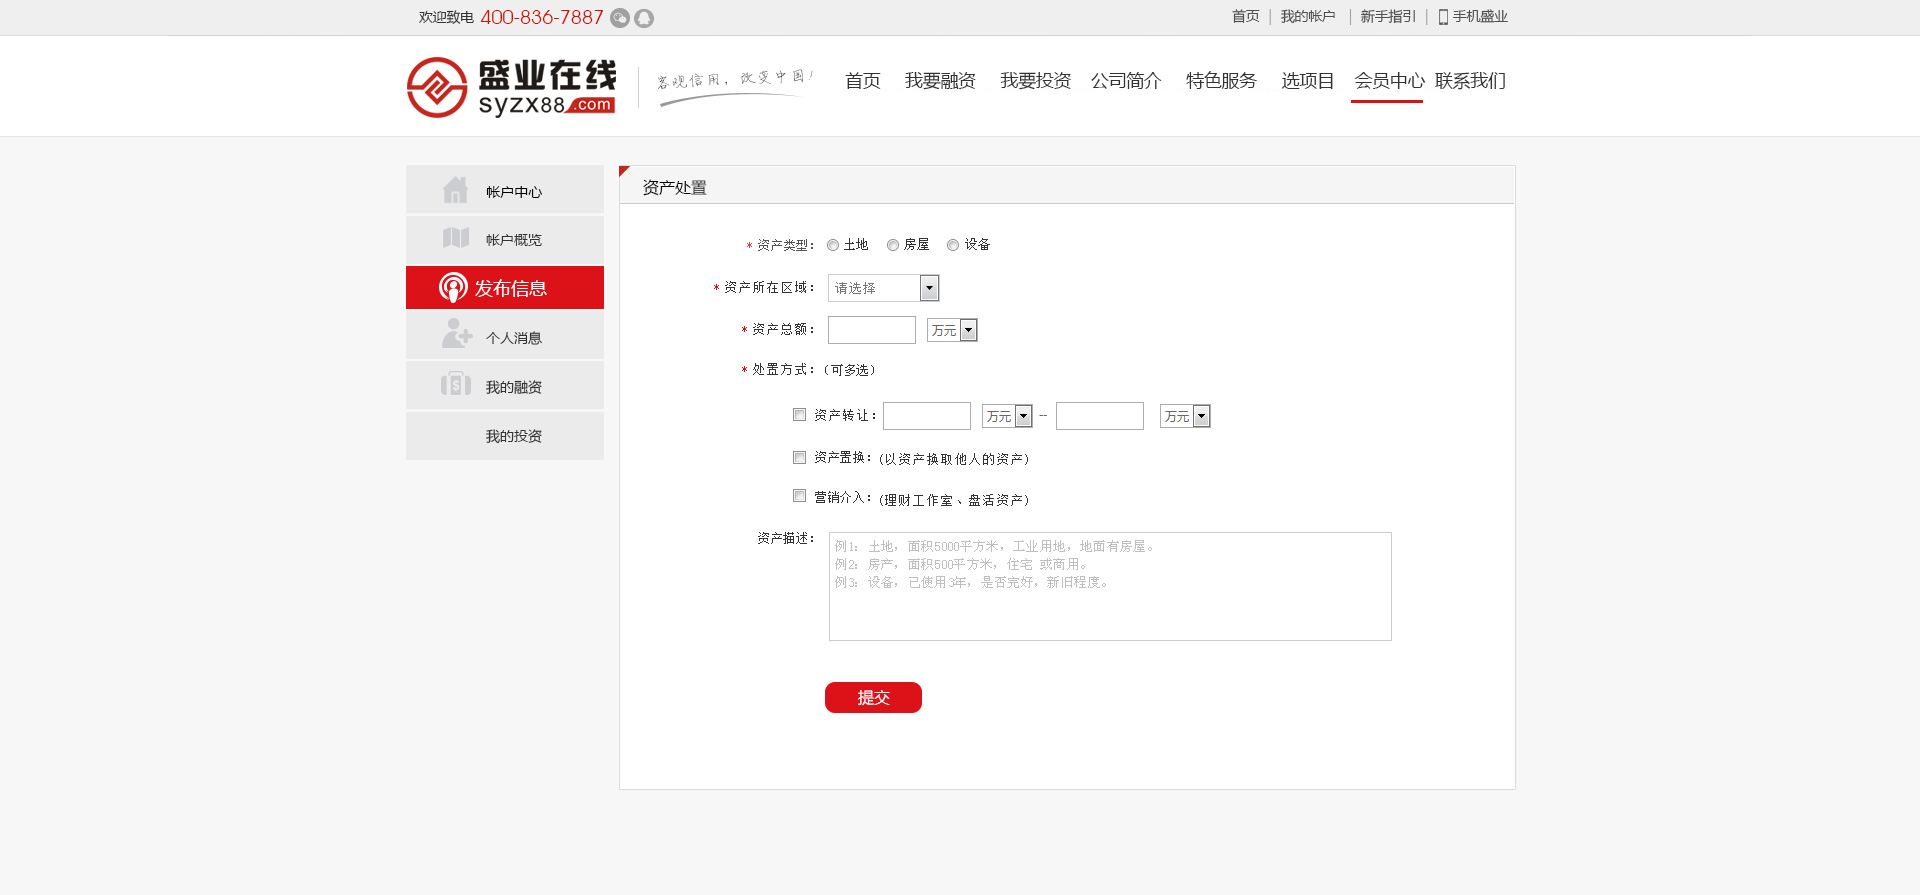 欢迎致电 400-836-7887
首页 | 我的帐户 | 新手指引 | 手机盛业
盛业在线
syzx88.com
客观信用，改变中国！
首页 我要融资 我要投资 公司简介 特色服务 选项目 会员中心 联系我们
帐户中心
帐户概览
发布信息
个人消息
我的融资
我的投资
资产处置
* 资产类型： 土地 房屋 设备
* 资产所在区域： 请选择
* 资产总额： 万元
* 处置方式：（可多选）
资产转让： 万元 -- 万元
资产置换：(以资产换取他人的资产)
营销介入：(理财工作室、盘活资产)
资产描述：
例1：土地，面积5000平方米，工业用地，地面有房屋。
例2：房产，面积500平方米，住宅 或商用。
例3：设备，已使用3年，是否完好，新旧程度。
提交